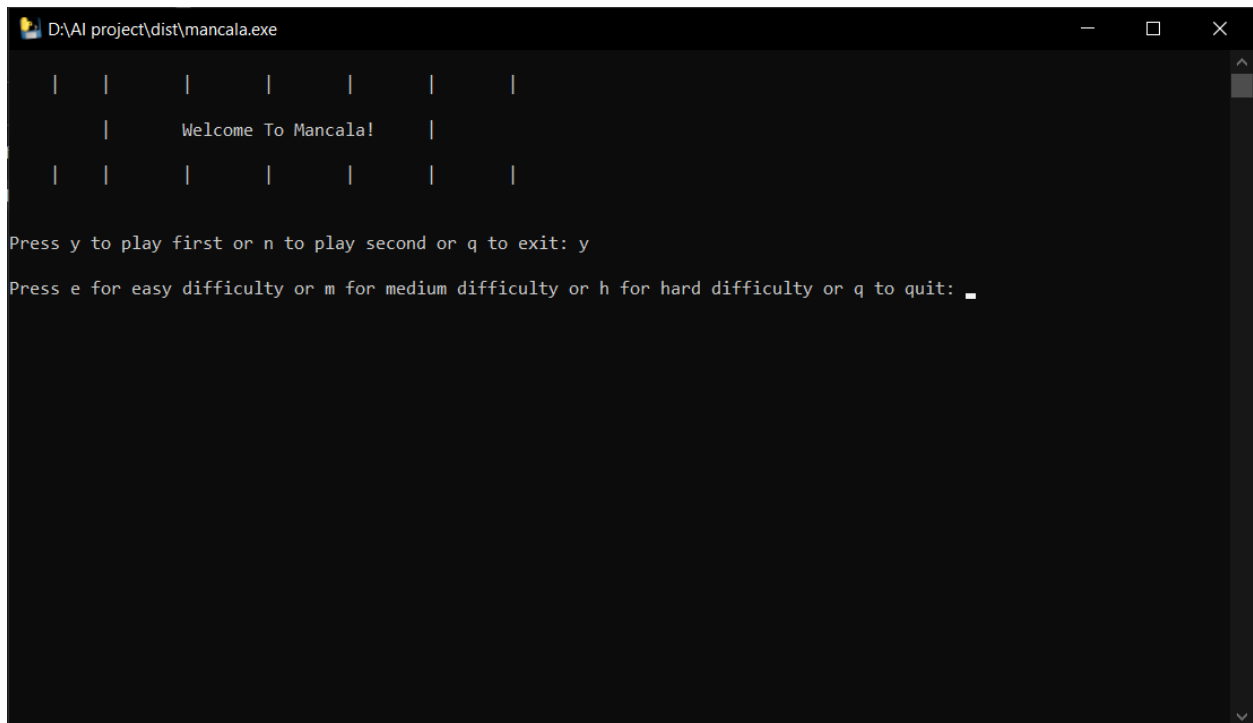 D:\AI project\dist\mancala.exe
| | | | | | |
| Welcome To Mancala! |
| | | | | | |
Press y to play first or n to play second or q to exit: y
Press e for easy difficulty or m for medium difficulty or h for hard difficulty or q to quit: